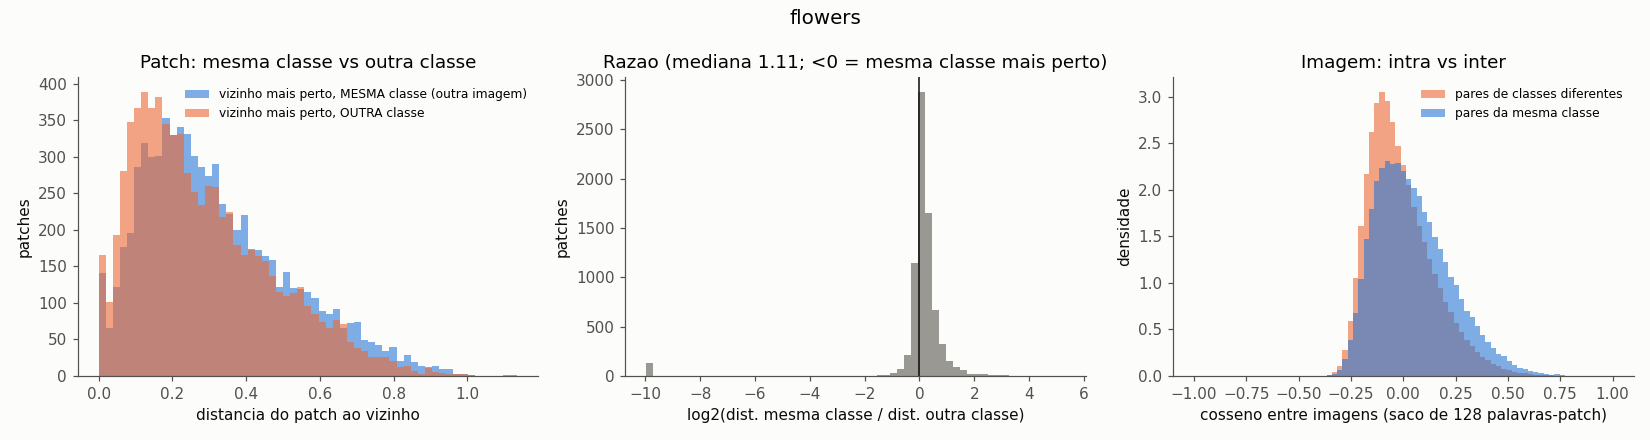 flowers
Patch: mesma classe vs outra classe
400
350
300
250
200
150
100
50
0
patches
vizinho mais perto, MESMA classe (outra imagem)
vizinho mais perto, OUTRA classe
0.0 0.2 0.4 0.6 0.8 1.0
distancia do patch ao vizinho
Razao (mediana 1.11; <0 = mesma classe mais perto)
3000
2500
2000
1500
1000
500
0
patches
−10 −8 −6 −4 −2 0 2 4 6
log2(dist. mesma classe / dist. outra classe)
Imagem: intra vs inter
3.0
2.5
2.0
1.5
1.0
0.5
0.0
densidade
pares de classes diferentes
pares da mesma classe
−1.00 −0.75 −0.50 −0.25 0.00 0.25 0.50 0.75 1.00
cosseno entre imagens (saco de 128 palavras-patch)